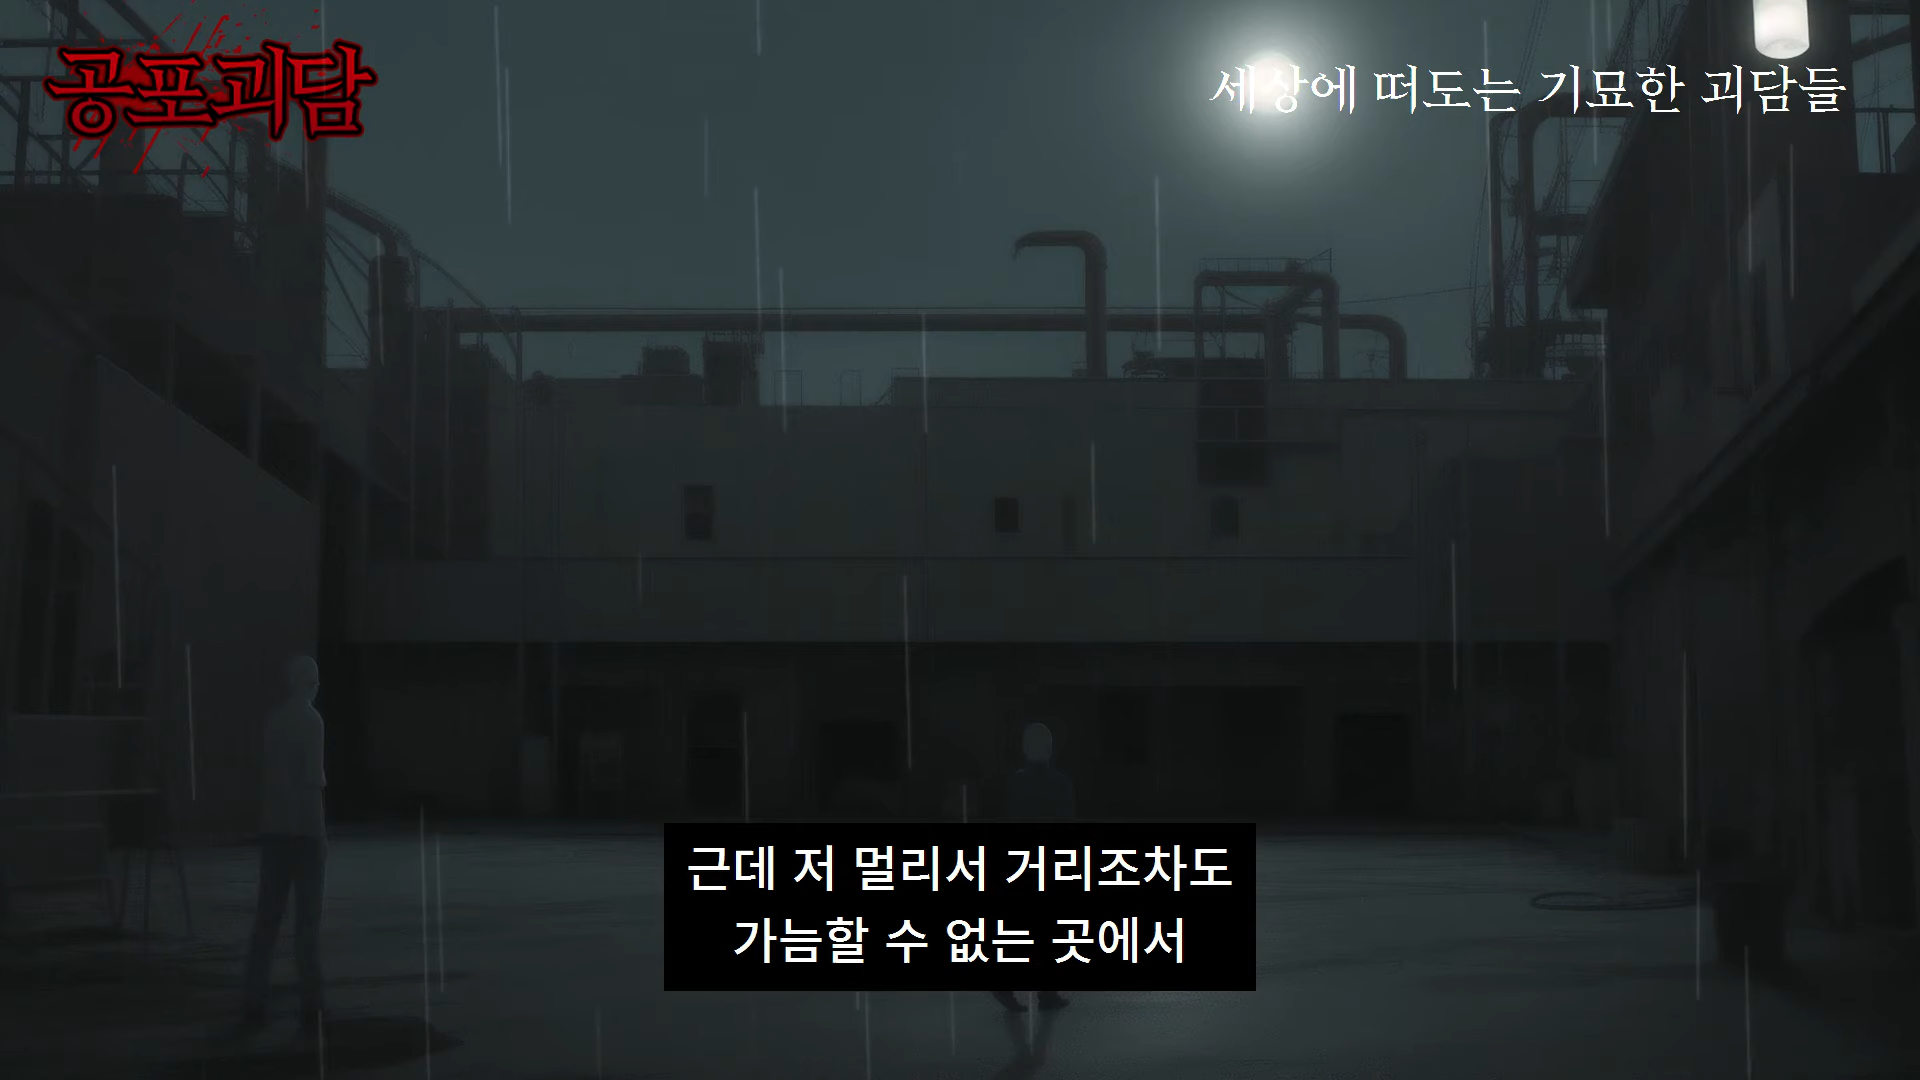 공포괴담
세상에 떠도는 기묘한 괴담들
근데 저 멀리서 거리조차도
가늠할 수 없는 곳에서